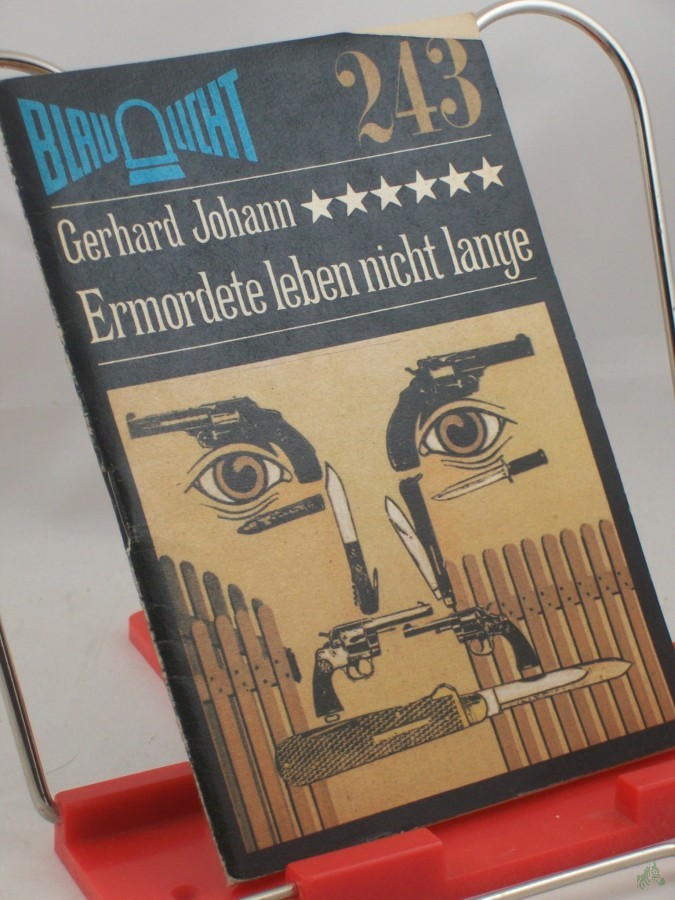 BLAULICHT
243
Gerhard Johann ★★★★★★
Ermordete leben nicht lange